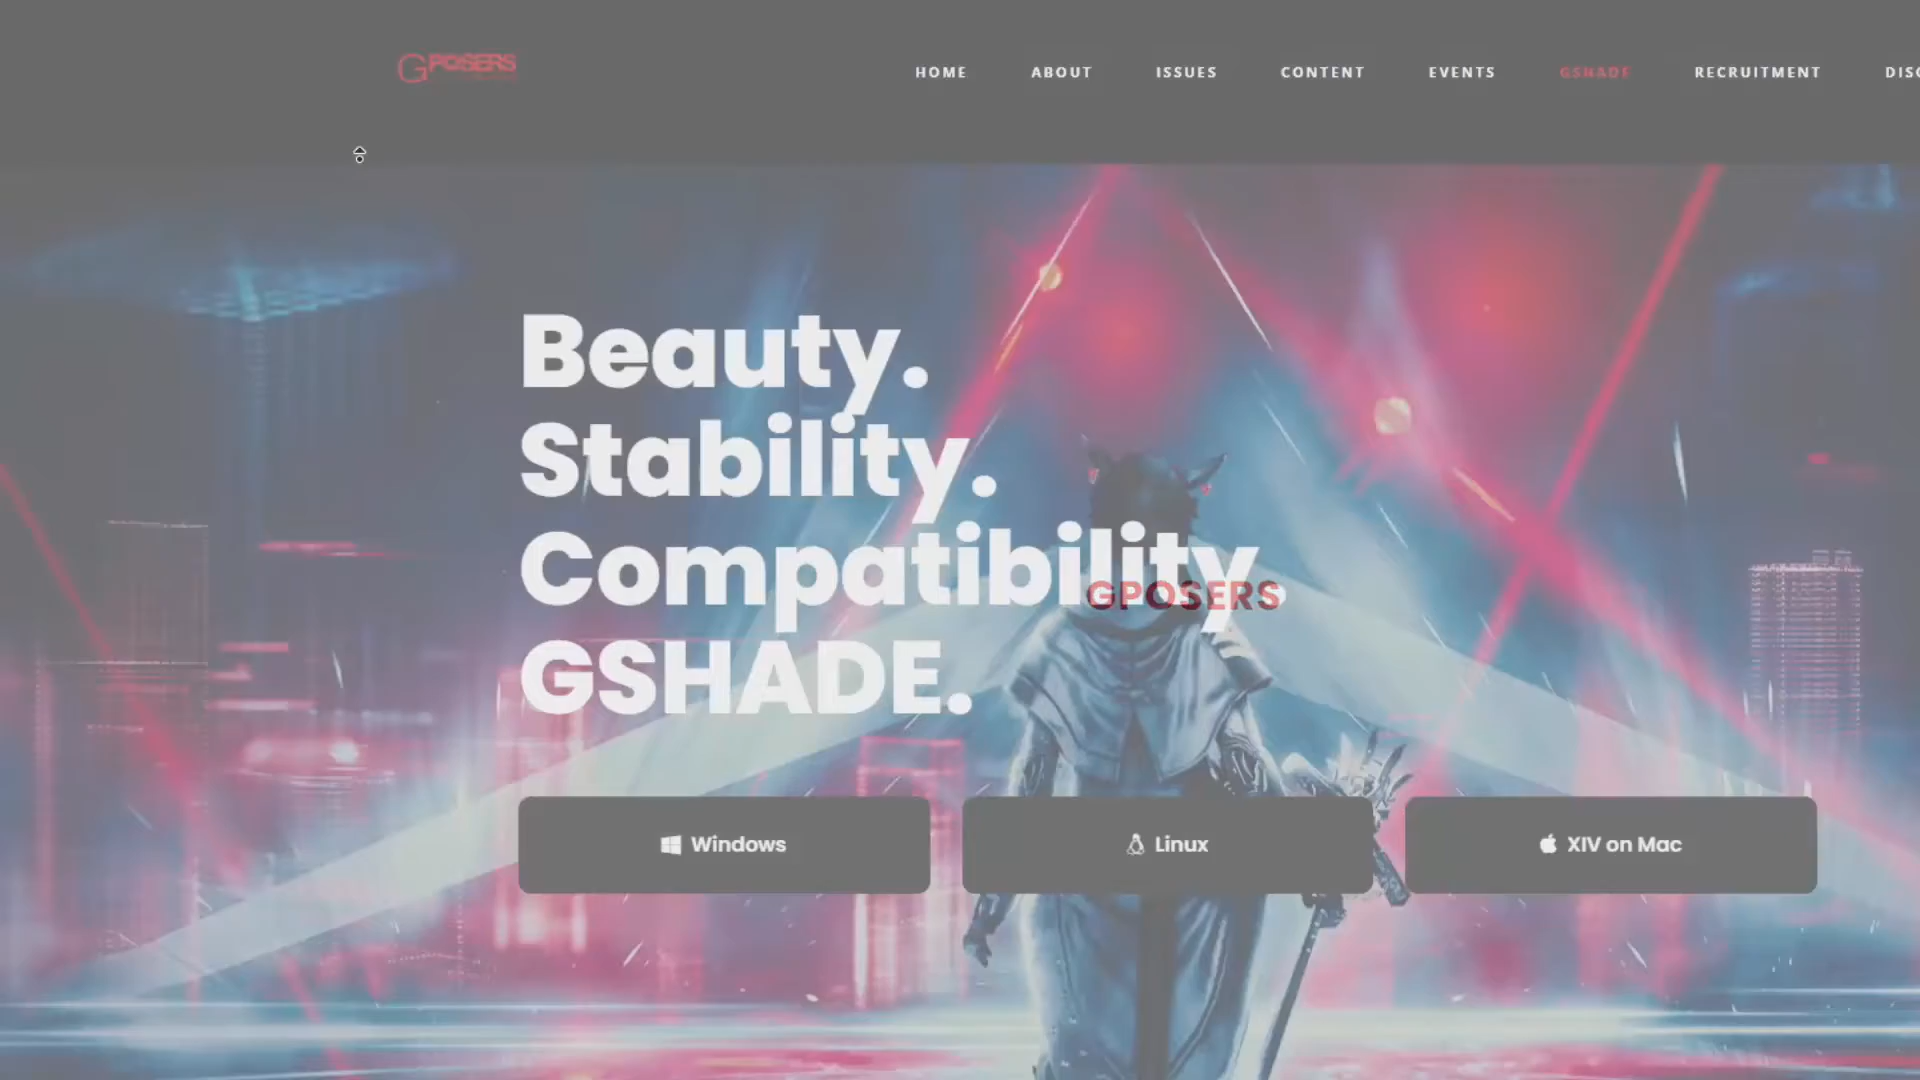 GPOSERS
HOME
ABOUT
ISSUES
CONTENT
EVENTS
GSHADE
RECRUITMENT
Beauty.
Stability.
Compatibility.
GPOSERS
GSHADE.
Windows
Linux
XIV on Mac